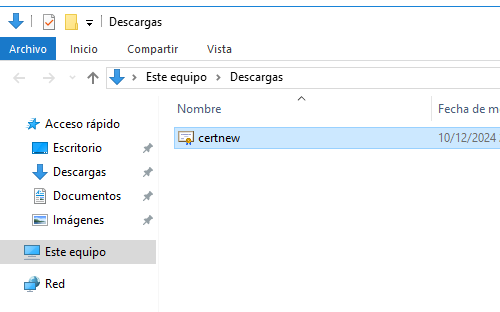 Descargas
Archivo Inicio Compartir Vista
Este equipo Descargas
Nombre Fecha de m
Acceso rápido
certnew 10/12/2024
Escritorio
Descargas
Documentos
Imágenes
Este equipo
Red